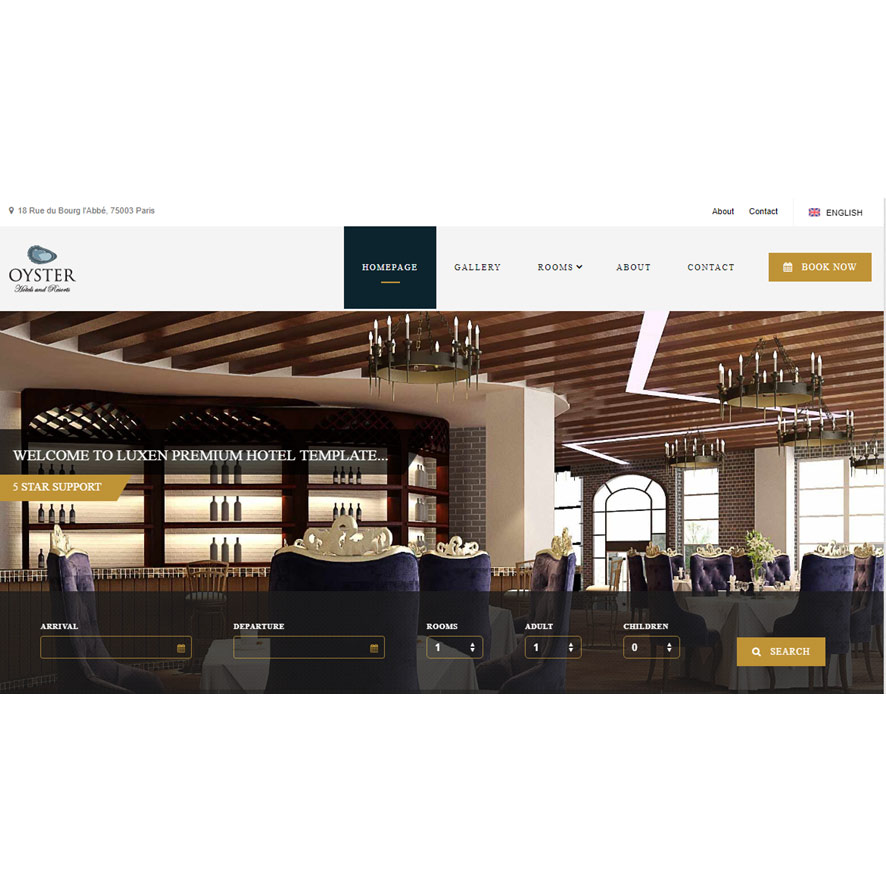 18 Rue du Bourg l'Abbé, 75003 Paris
About Contact ENGLISH
OYSTER
Hotels and Resorts
HOMEPAGE GALLERY ROOMS ABOUT CONTACT BOOK NOW
WELCOME TO LUXEN PREMIUM HOTEL TEMPLATE...
5 STAR SUPPORT
ARRIVAL DEPARTURE ROOMS ADULT CHILDREN
1 1 0
SEARCH